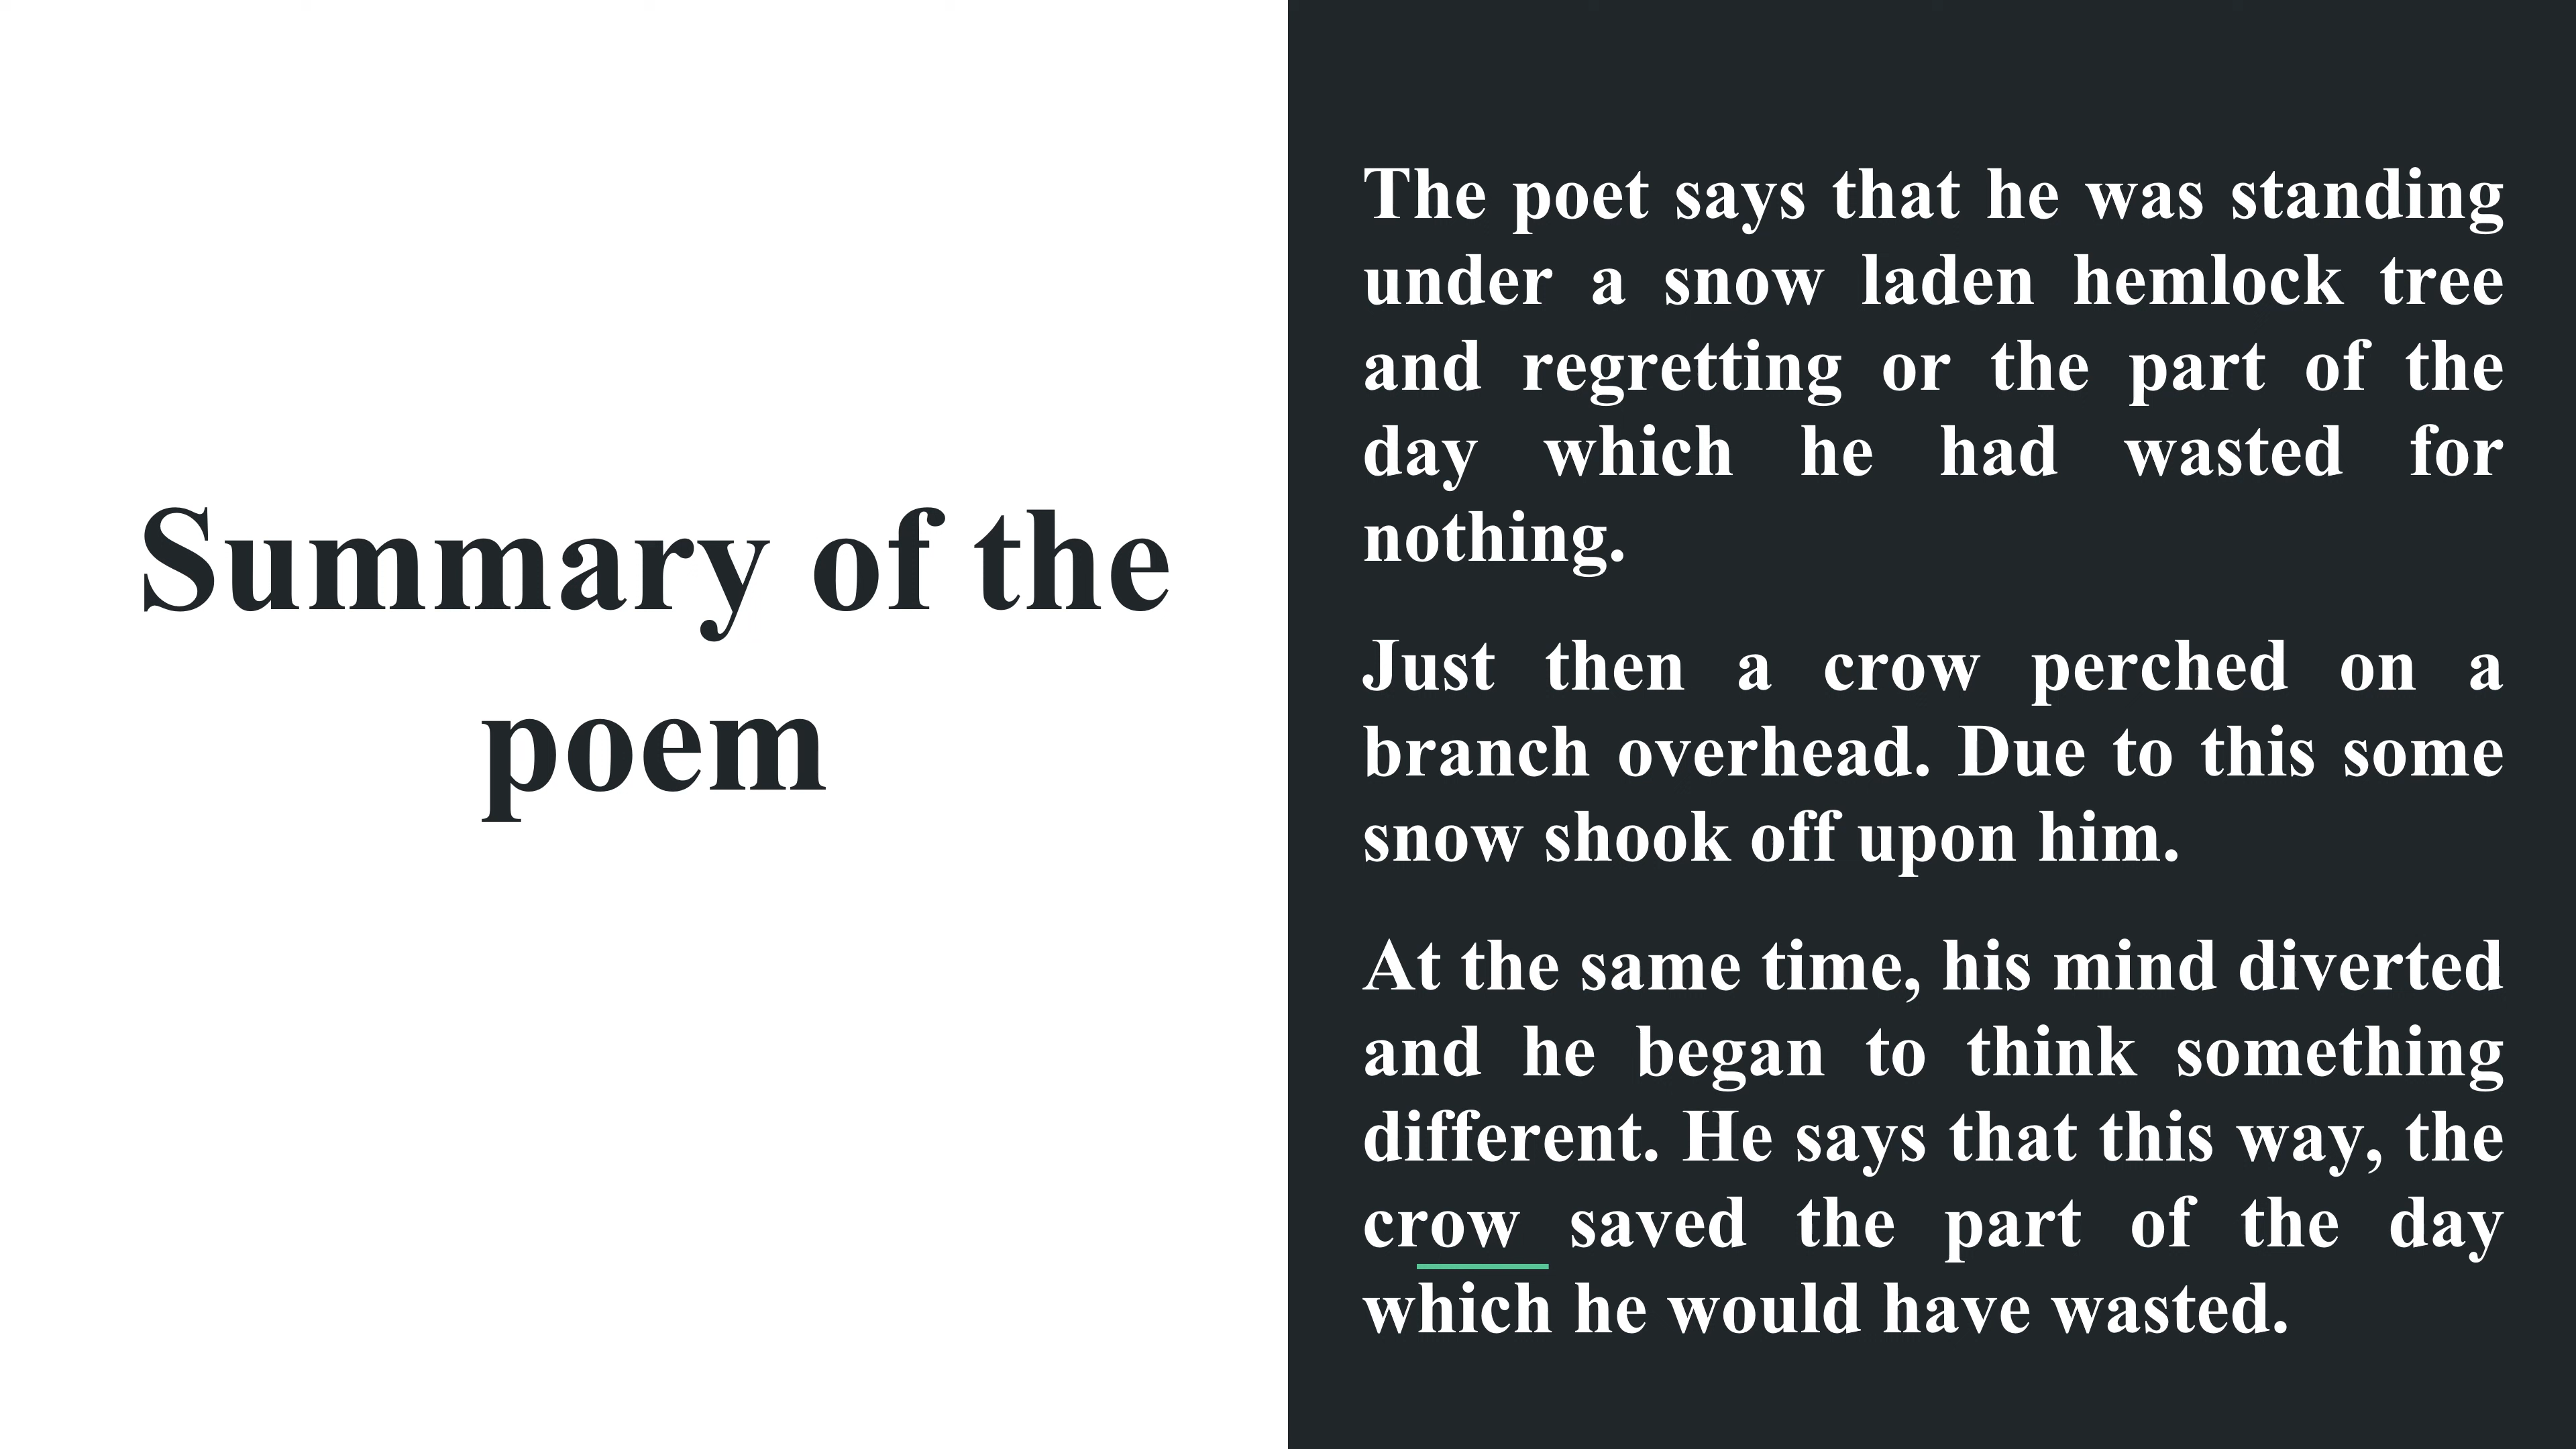 Summary of the
poem
The poet says that he was standing
under a snow laden hemlock tree
and regretting or the part of the
day which he had wasted for
nothing.
Just then a crow perched on a
branch overhead. Due to this some
snow shook off upon him.
At the same time, his mind diverted
and he began to think something
different. He says that this way, the
crow saved the part of the day
which he would have wasted.